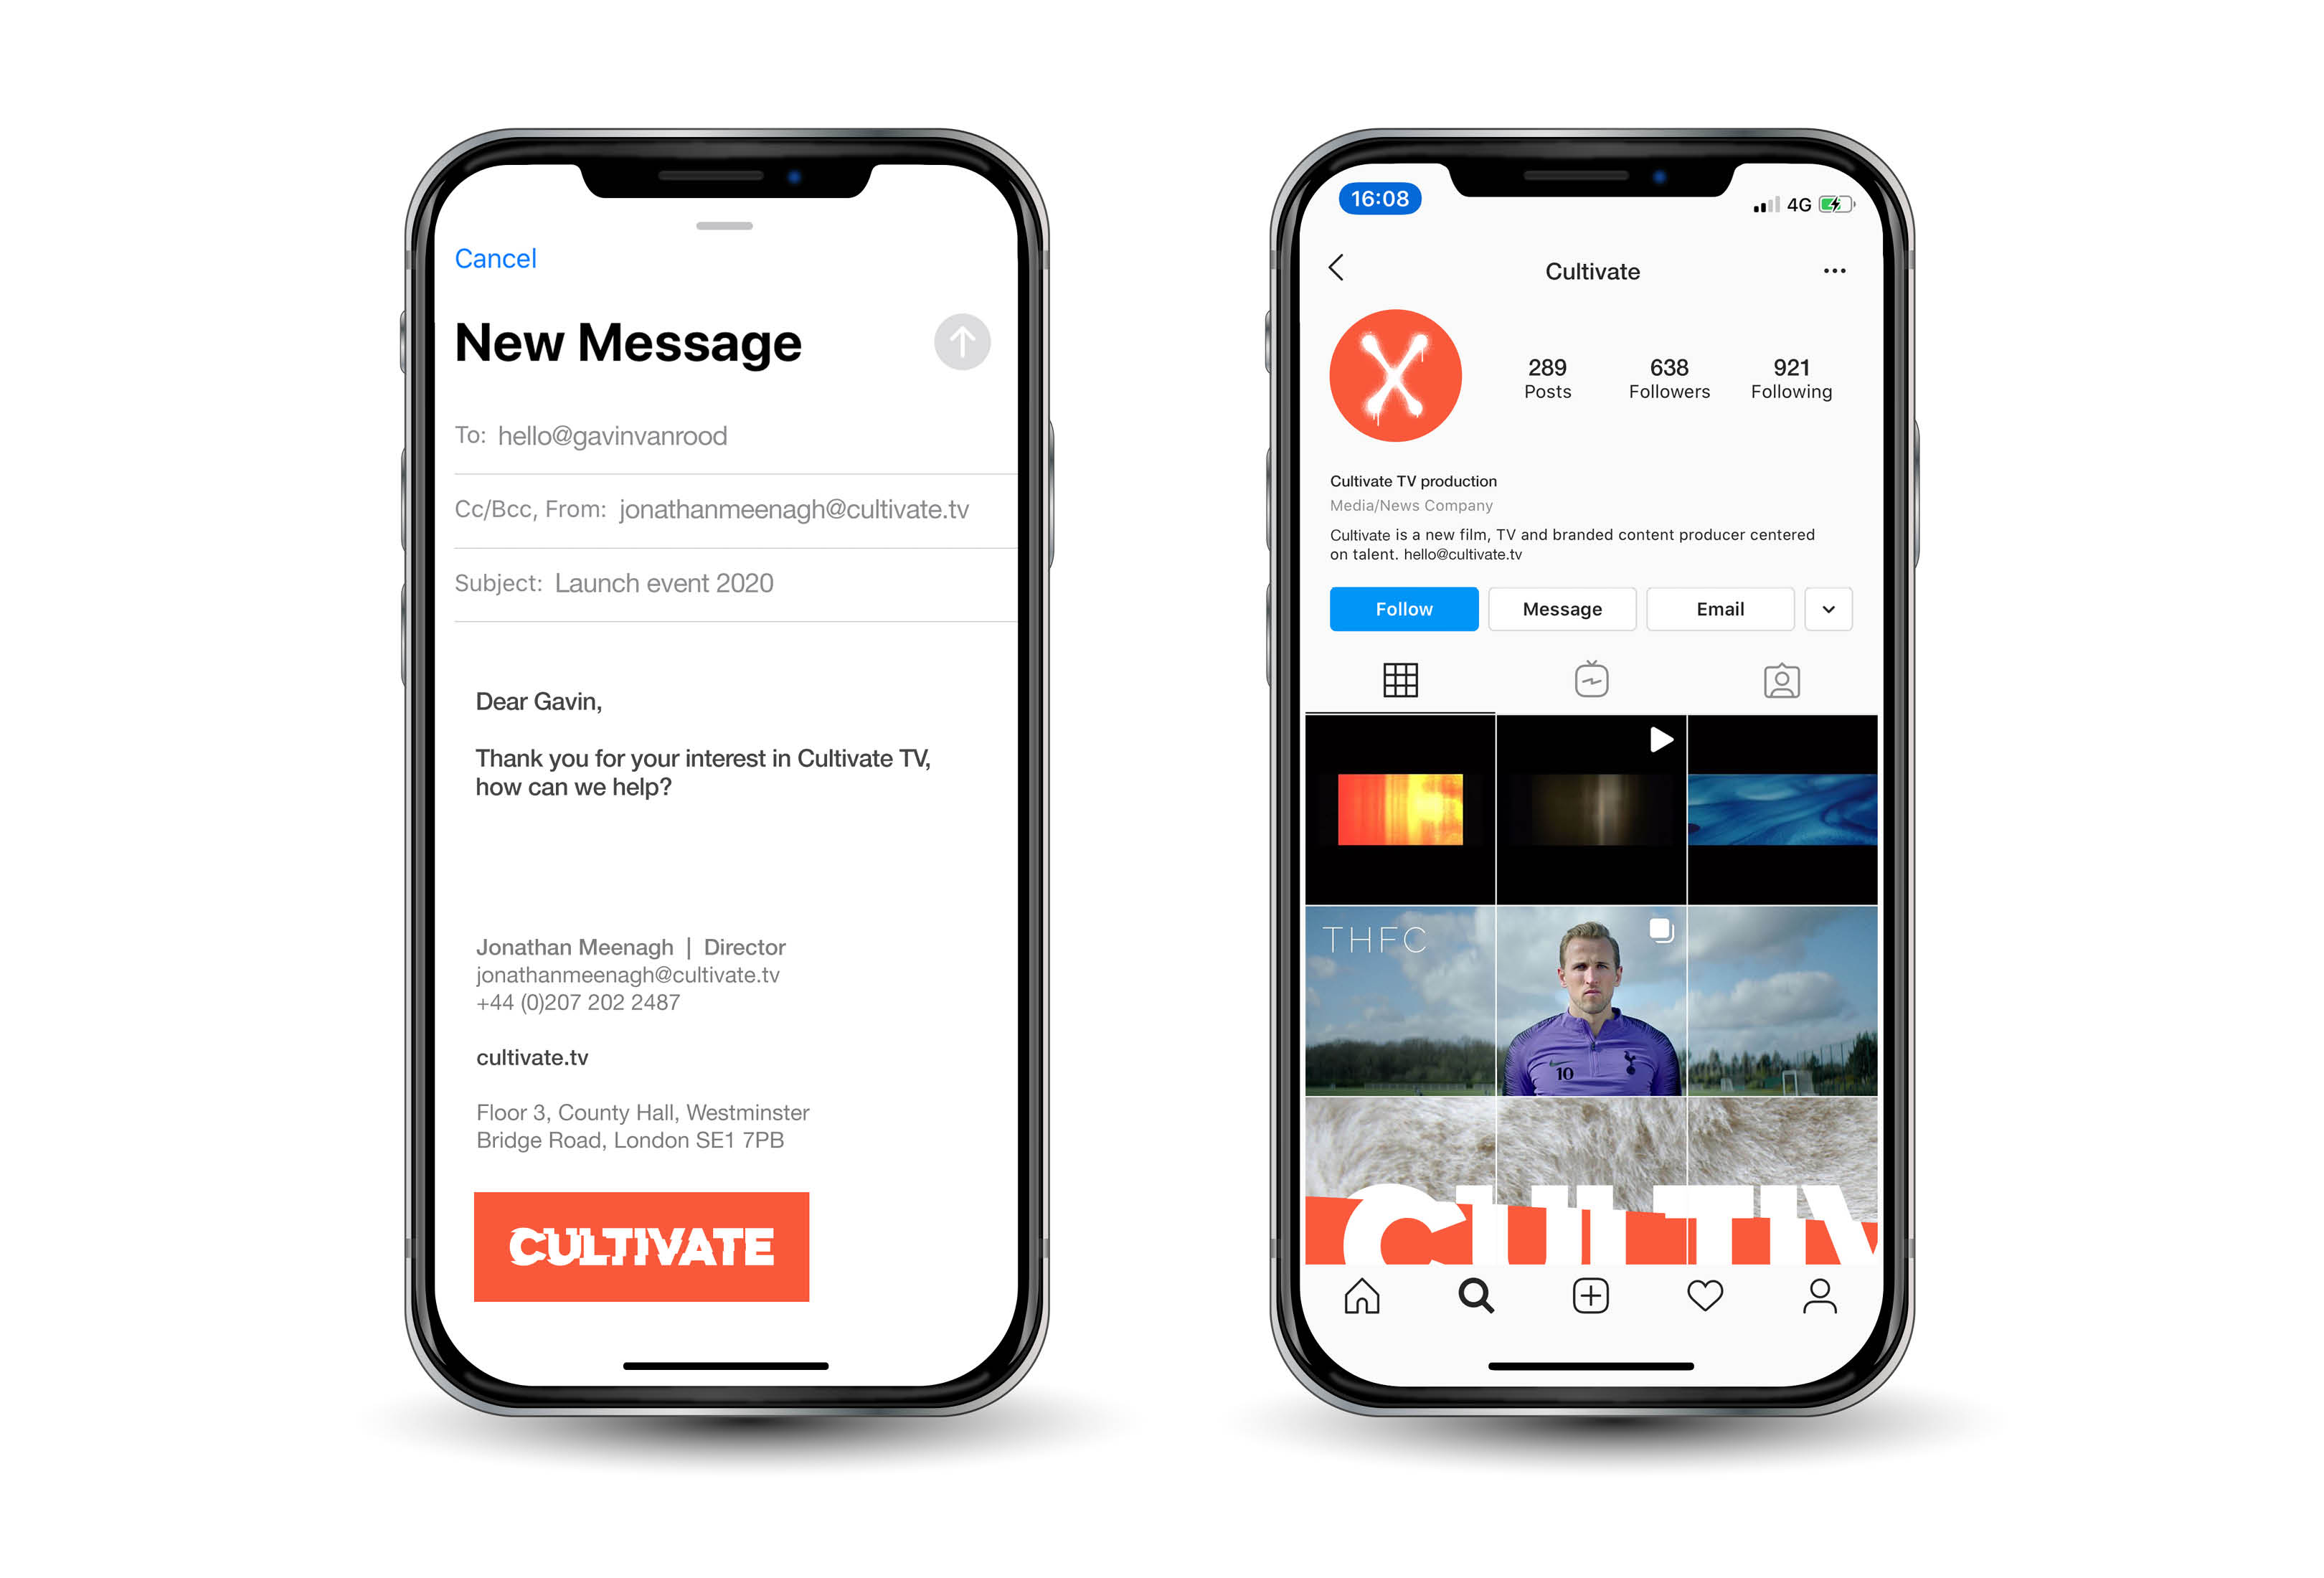 Cancel
New Message
To: hello@gavinvanrood
Cc/Bcc, From: jonathanmeenagh@cultivate.tv
Subject: Launch event 2020
Dear Gavin,
Thank you for your interest in Cultivate TV,
how can we help?
Jonathan Meenagh | Director
jonathanmeenagh@cultivate.tv
+44 (0)207 202 2487
cultivate.tv
Floor 3, County Hall, Westminster
Bridge Road, London SE1 7PB
CULTIVATE
16:08
4G
Cultivate
X
289 638 921
Posts Followers Following
Cultivate TV production
Media/News Company
Cultivate is a new film, TV and branded content producer centered
on talent. hello@cultivate.tv
Follow Message Email
THFC
10
CULTIV